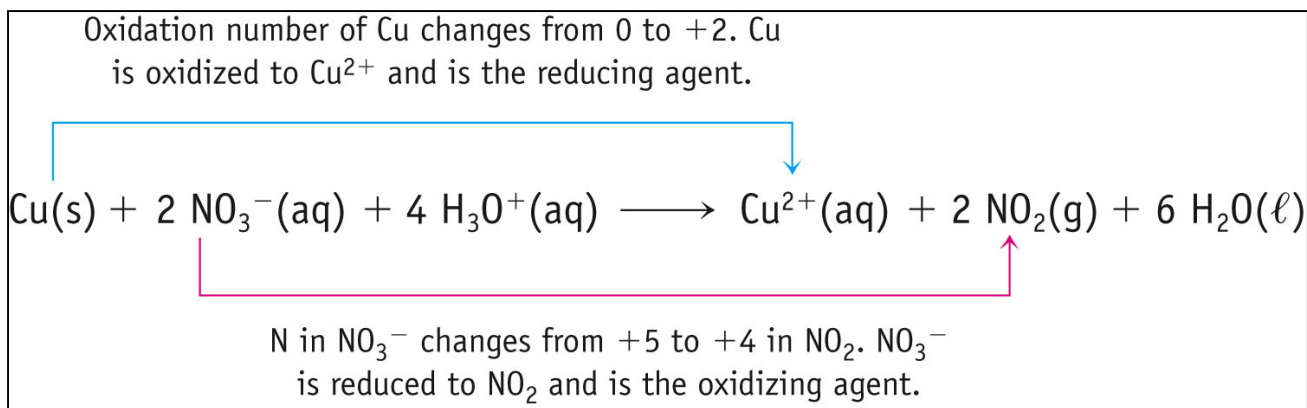 Oxidation number of Cu changes from 0 to +2. Cu
is oxidized to Cu²⁺ and is the reducing agent.
Cu(s) + 2 NO₃⁻(aq) + 4 H₃O⁺(aq) ⟶ Cu²⁺(aq) + 2 NO₂(g) + 6 H₂O(ℓ)
N in NO₃⁻ changes from +5 to +4 in NO₂. NO₃⁻
is reduced to NO₂ and is the oxidizing agent.